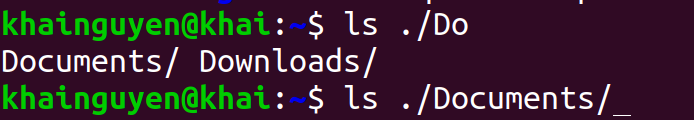 khainguyen@khai:~$ ls ./Do
Documents/ Downloads/
khainguyen@khai:~$ ls ./Documents/_